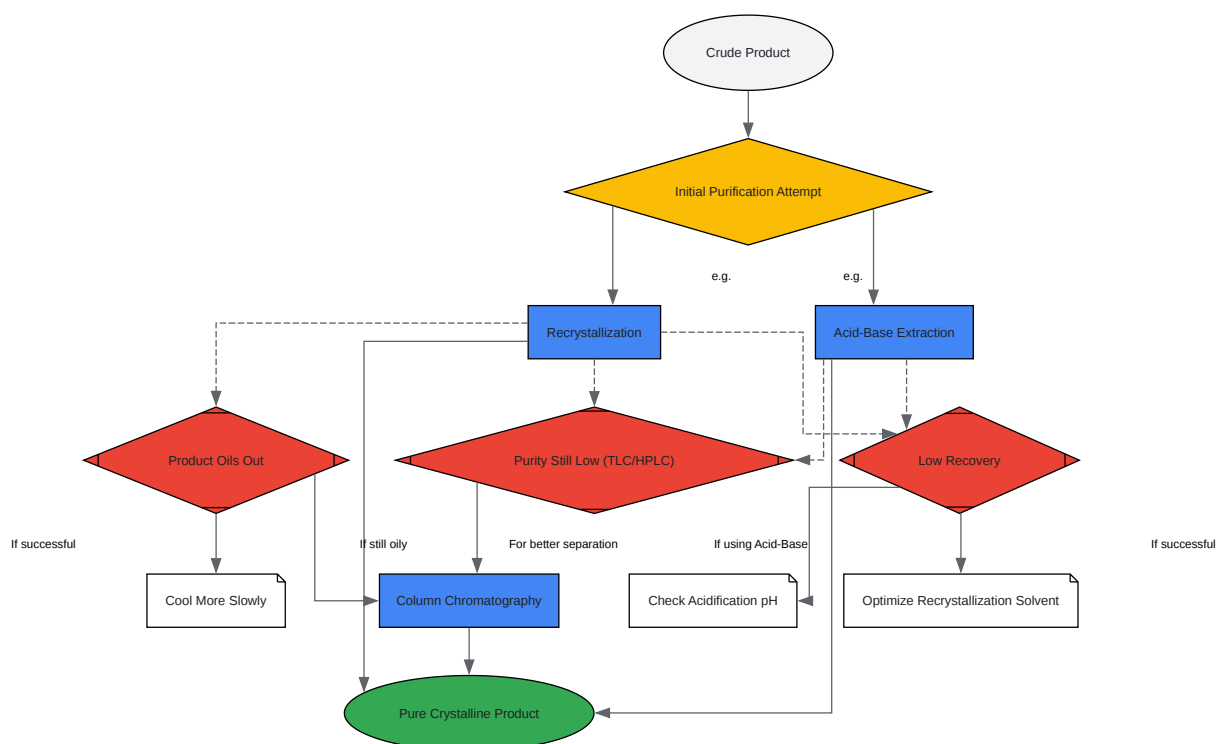 Crude Product
Initial Purification Attempt
e.g.
e.g.
Recrystallization
Acid-Base Extraction
Product Oils Out
Purity Still Low (TLC/HPLC)
Low Recovery
If successful
If still oily
For better separation
If using Acid-Base
If successful
Cool More Slowly
Column Chromatography
Check Acidification pH
Optimize Recrystallization Solvent
Pure Crystalline Product